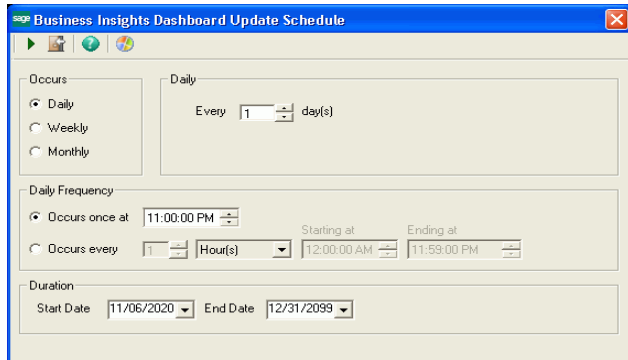 sage Business Insights Dashboard Update Schedule
Occurs
Daily
Weekly
Monthly
Daily
Every 1 day(s)
Daily Frequency
Occurs once at 11:00:00 PM
Starting at Ending at
Occurs every 1 Hour(s) 12:00:00 AM 11:59:00 PM
Duration
Start Date 11/06/2020 End Date 12/31/2099